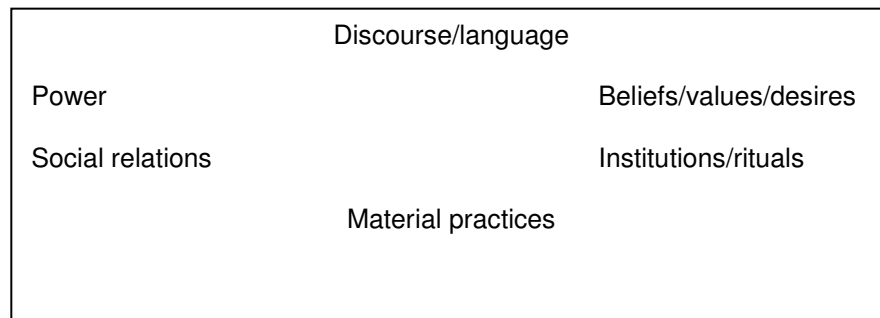 Discourse/language
Power Beliefs/values/desires
Social relations Institutions/rituals
Material practices